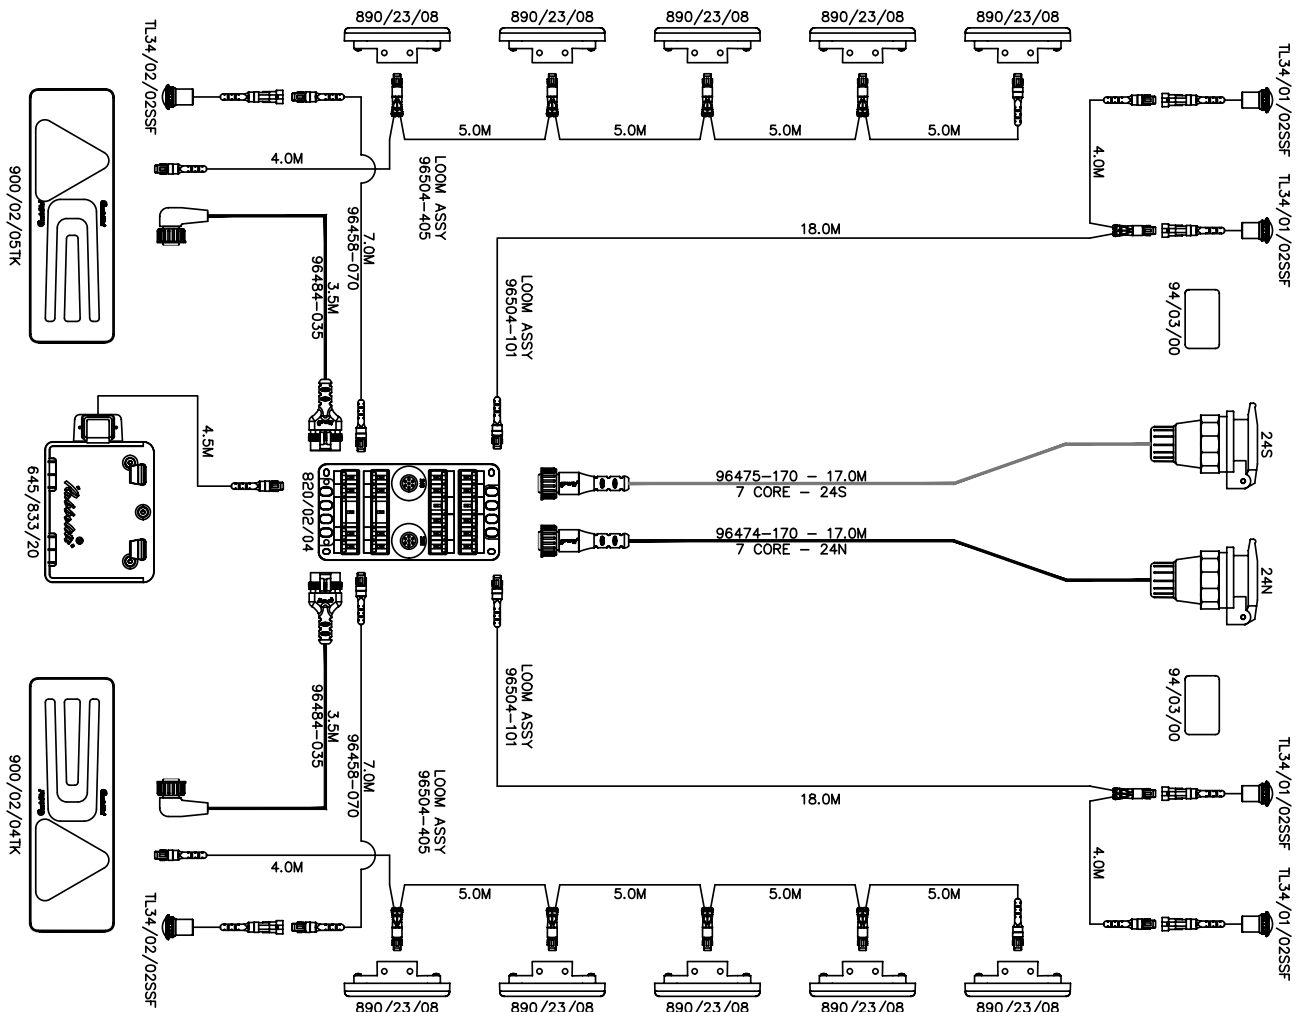 890/23/08
890/23/08
890/23/08
890/23/08
890/23/08
TL34/02/02SSF
TL34/01/02SSF
5.0M
5.0M
5.0M
5.0M
4.0M
4.0M
LOOM ASSY
96504-405
TL34/01/02SSF
900/02/05TK
7.0M
96458-070
18.0M
3.5M
96484-035
LOOM ASSY
96504-101
94/03/00
24S
4.5M
645/833/20
820/02/04
96475-170 - 17.0M
7 CORE - 24S
96474-170 - 17.0M
7 CORE - 24N
24N
LOOM ASSY
96504-101
94/03/00
3.5M
96484-035
7.0M
96458-070
900/02/04TK
LOOM ASSY
96504-405
18.0M
TL34/01/02SSF
4.0M
4.0M
5.0M
5.0M
5.0M
5.0M
TL34/02/02SSF
TL34/01/02SSF
890/23/08
890/23/08
890/23/08
890/23/08
890/23/08